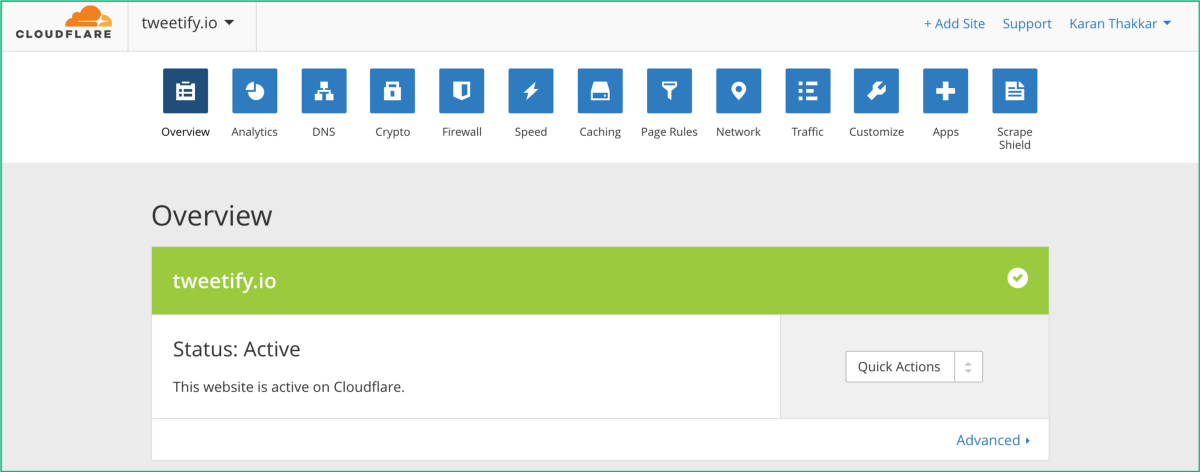 CLOUDFLARE
tweetify.io
+ Add Site Support Karan Thakkar
Overview Analytics DNS Crypto Firewall Speed Caching Page Rules Network Traffic Customize Apps Scrape
Shield
Overview
tweetify.io
Status: Active
This website is active on Cloudflare.
Quick Actions
Advanced